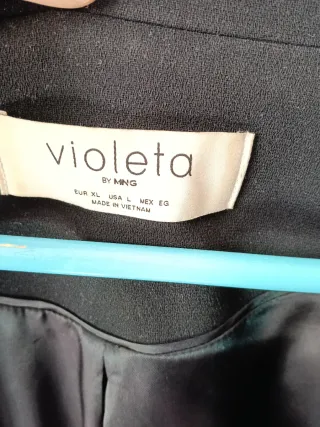 violeta
BY MNG
EUR XL USA L MEX EG
MADE IN VIETNAM